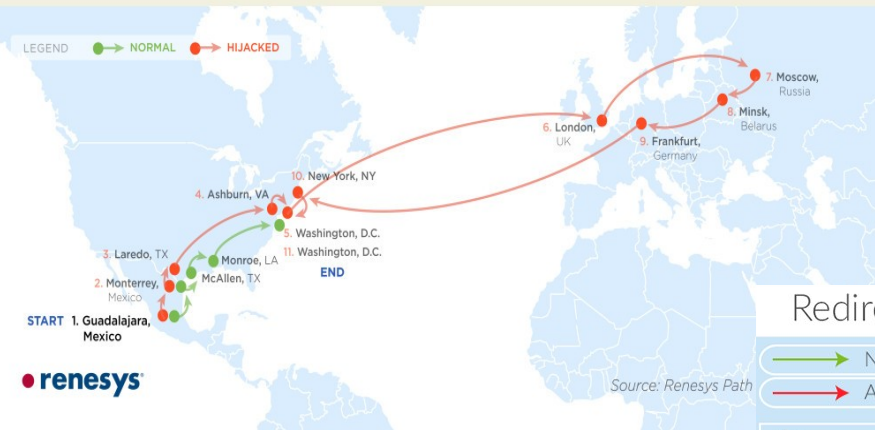 LEGEND NORMAL HIJACKED
7. Moscow,
Russia
8. Minsk,
Belarus
6. London,
UK
9. Frankfurt,
Germany
10. New York, NY
4. Ashburn, VA
5. Washington, D.C.
11. Washington, D.C.
END
3. Laredo, TX
Monroe, LA
McAllen, TX
2. Monterrey,
Mexico
START 1. Guadalajara,
Mexico
renesys
Source: Renesys Path
Redir
N
A